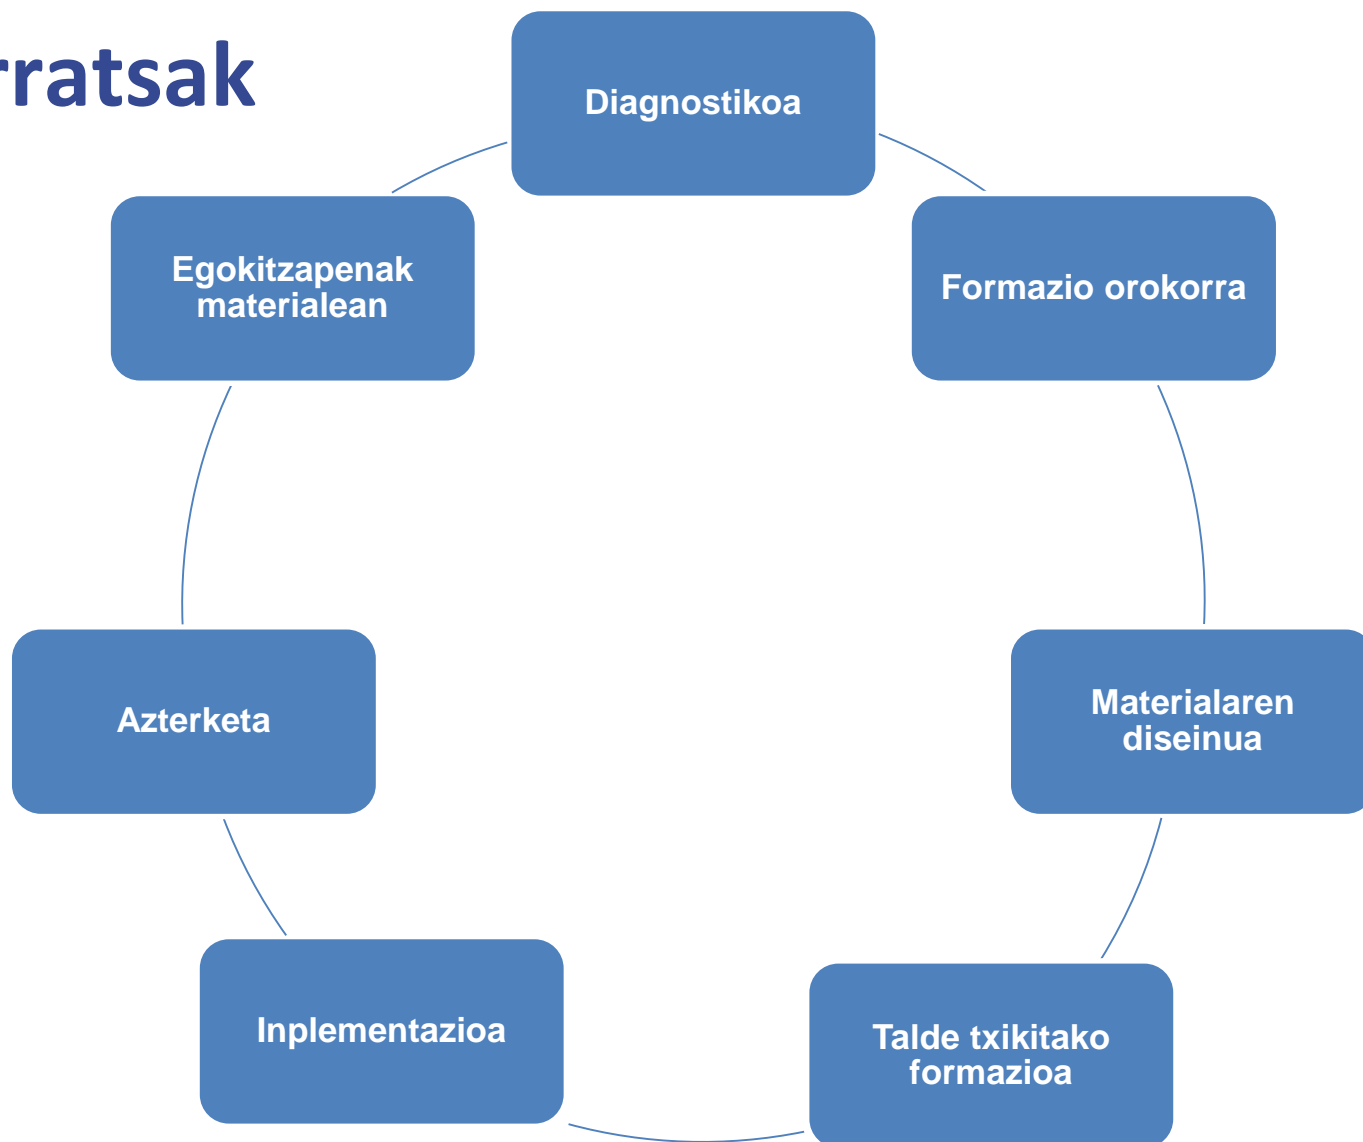 rratsak
Diagnostikoa
Formazio orokorra
Materialaren
diseinua
Talde txikitako
formazioa
Inplementazioa
Azterketa
Egokitzapenak
materialean